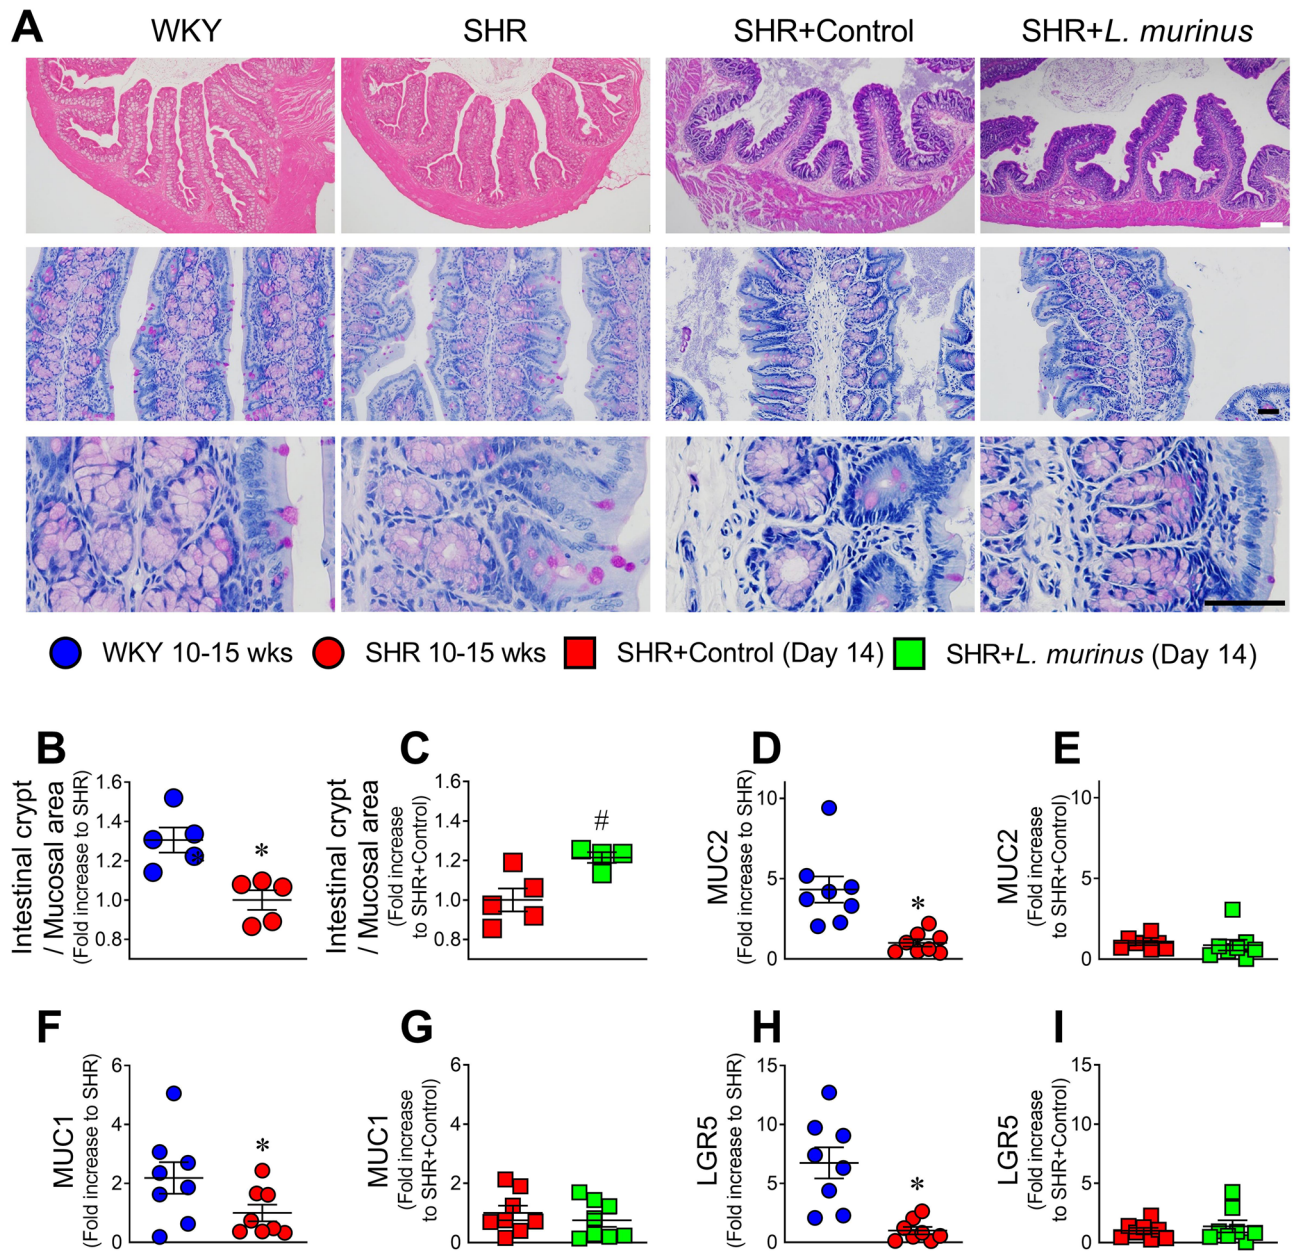 A
WKY
SHR
SHR+Control
SHR+L. murinus
WKY 10-15 wks
SHR 10-15 wks
SHR+Control (Day 14)
SHR+L. murinus (Day 14)
B
Intestinal crypt
/ Mucosal area
(Fold increase to SHR)
1.6
1.4
1.2
1.0
0.8
*
*
C
Intestinal crypt
/ Mucosal area
(Fold increase
to SHR+Control)
1.6
1.4
1.2
1.0
0.8
#
D
MUC2
(Fold increase to SHR)
10
5
0
*
E
MUC2
(Fold increase
to SHR+Control)
10
5
0
F
MUC1
(Fold increase to SHR)
6
4
2
0
*
G
MUC1
(Fold increase
to SHR+Control)
6
4
2
0
H
LGR5
(Fold increase to SHR)
15
10
5
0
*
I
LGR5
(Fold increase
to SHR+Control)
15
10
5
0